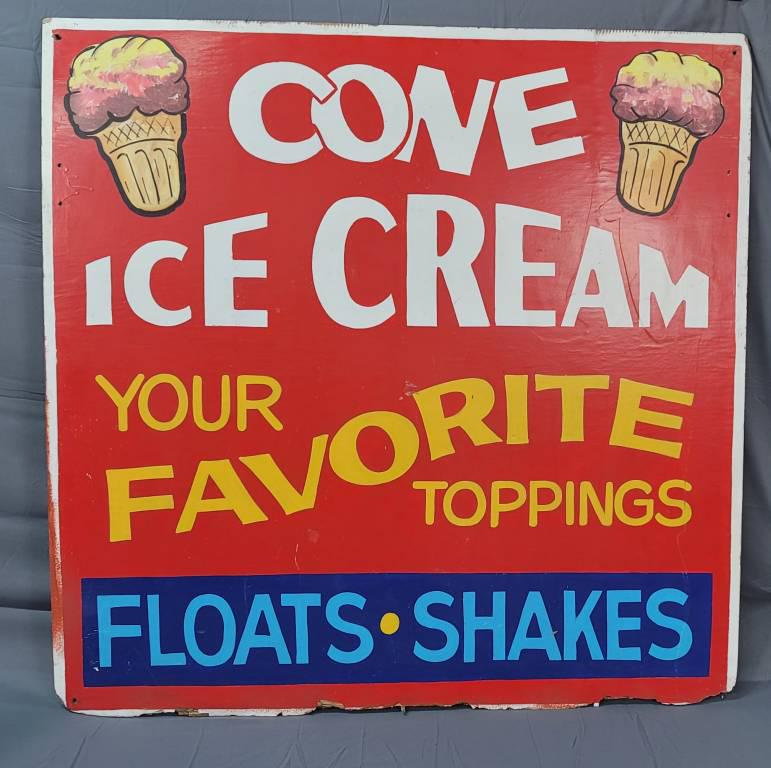 CONE
ICE CREAM
YOUR
FAVORITE
TOPPINGS
FLOATS • SHAKES